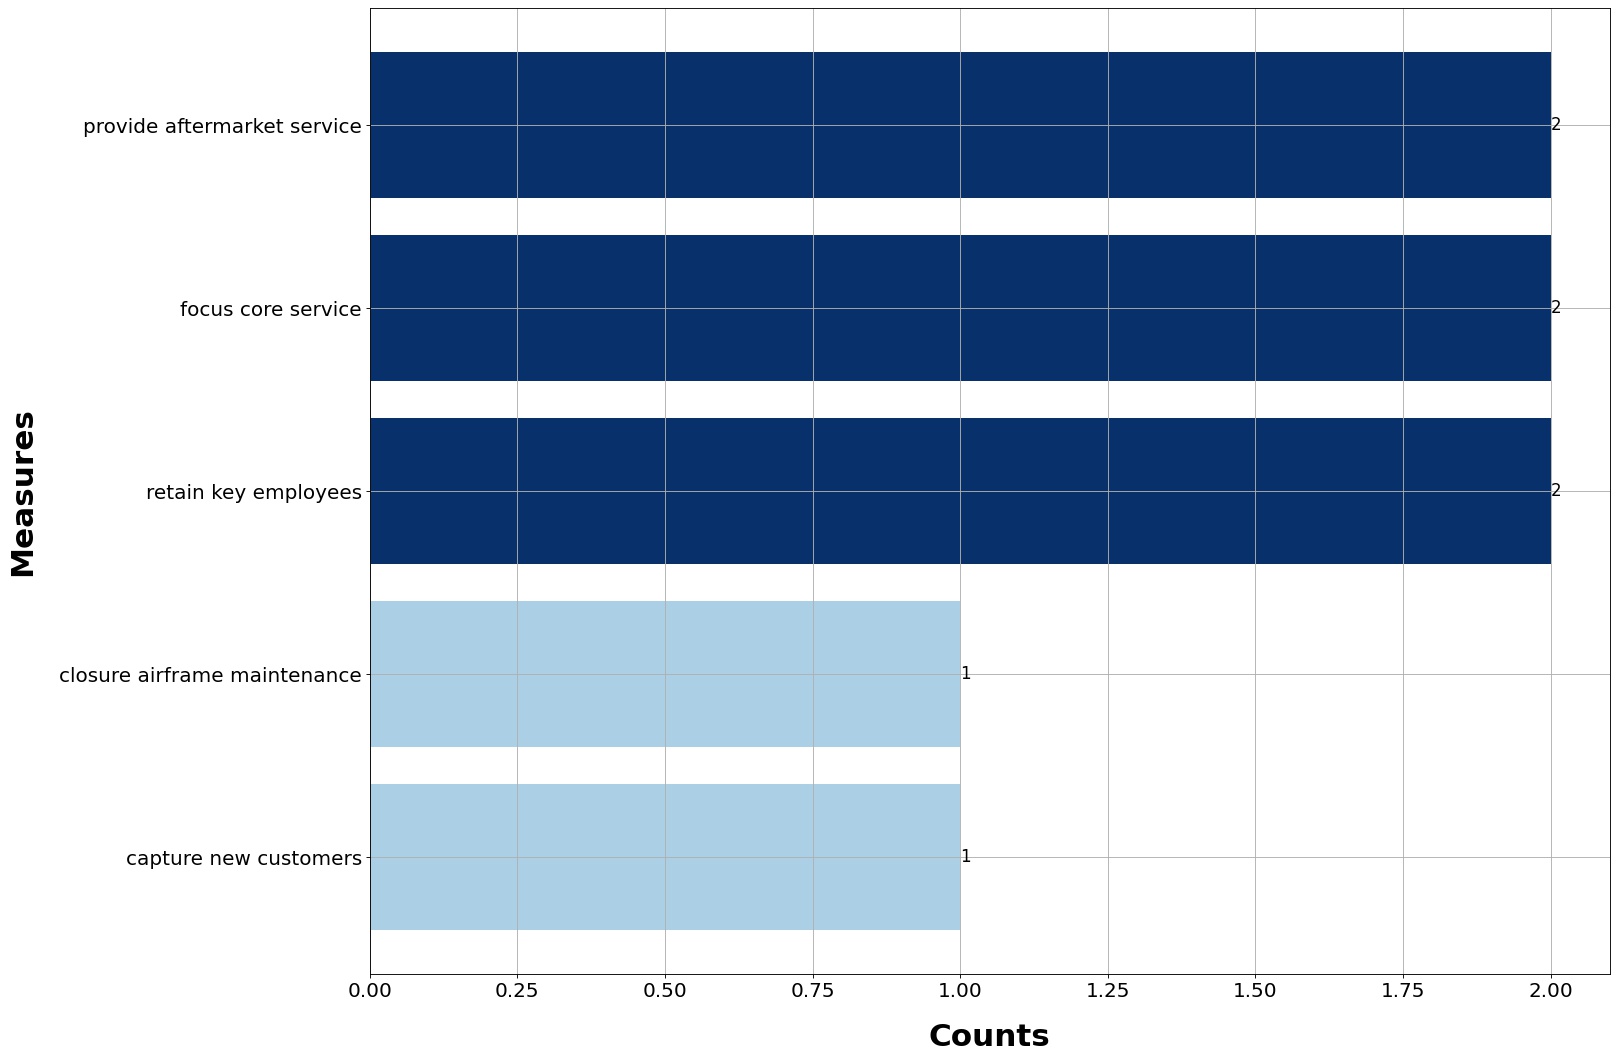 provide aftermarket service
2
focus core service
2
retain key employees
2
closure airframe maintenance
1
capture new customers
1
Measures
0.00 0.25 0.50 0.75 1.00 1.25 1.50 1.75 2.00
Counts